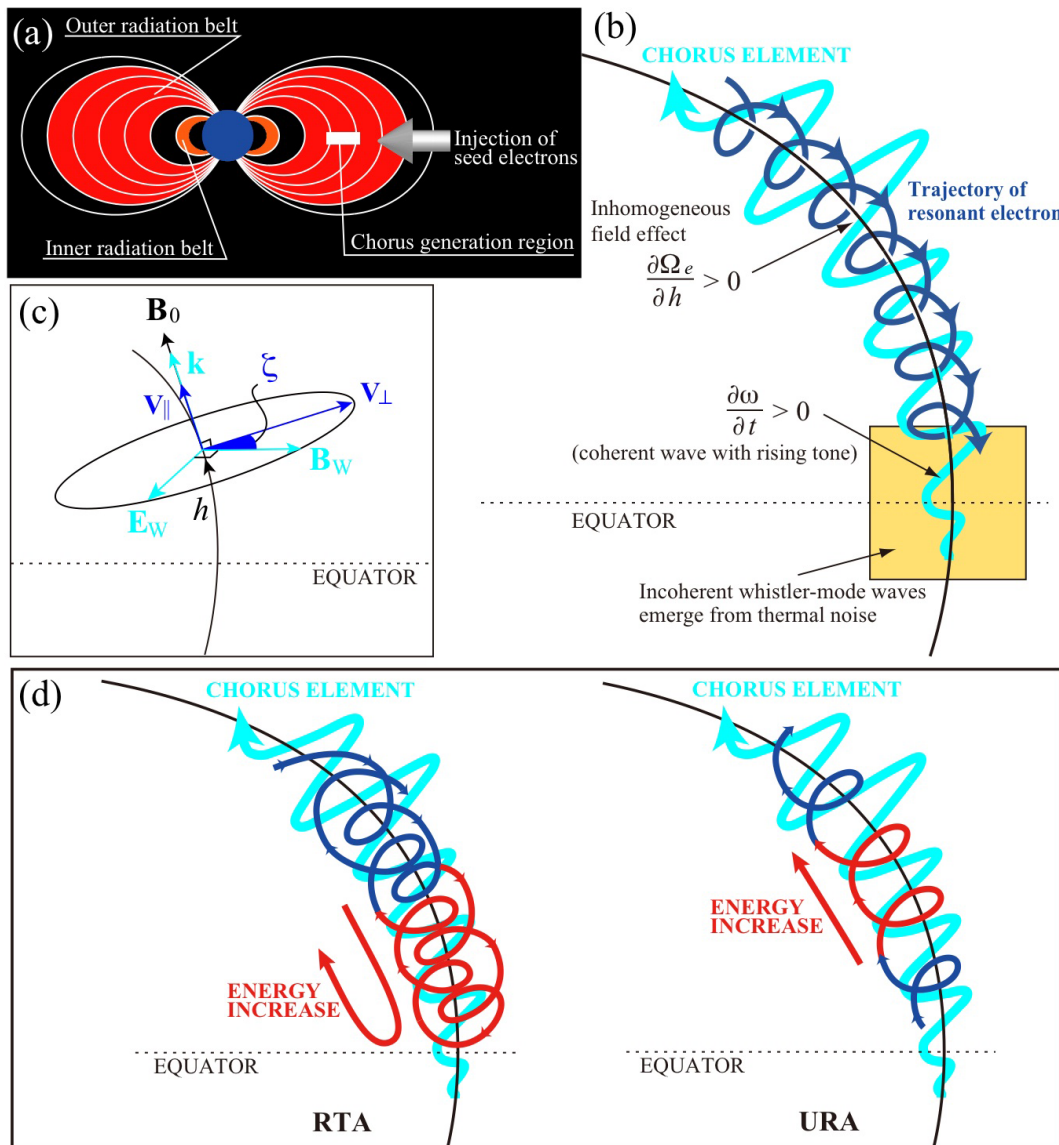 (a)
Outer radiation belt
Injection of
seed electrons
Inner radiation belt
Chorus generation region
(b)
CHORUS ELEMENT
Trajectory of
resonant electron
Inhomogeneous
field effect
∂Ωe/∂h > 0
∂ω/∂t > 0
(coherent wave with rising tone)
EQUATOR
Incoherent whistler-mode waves
emerge from thermal noise
(c)
B0
k
V∥
ζ
V⊥
BW
EW
h
EQUATOR
(d)
CHORUS ELEMENT
ENERGY
INCREASE
EQUATOR
RTA
CHORUS ELEMENT
ENERGY
INCREASE
EQUATOR
URA